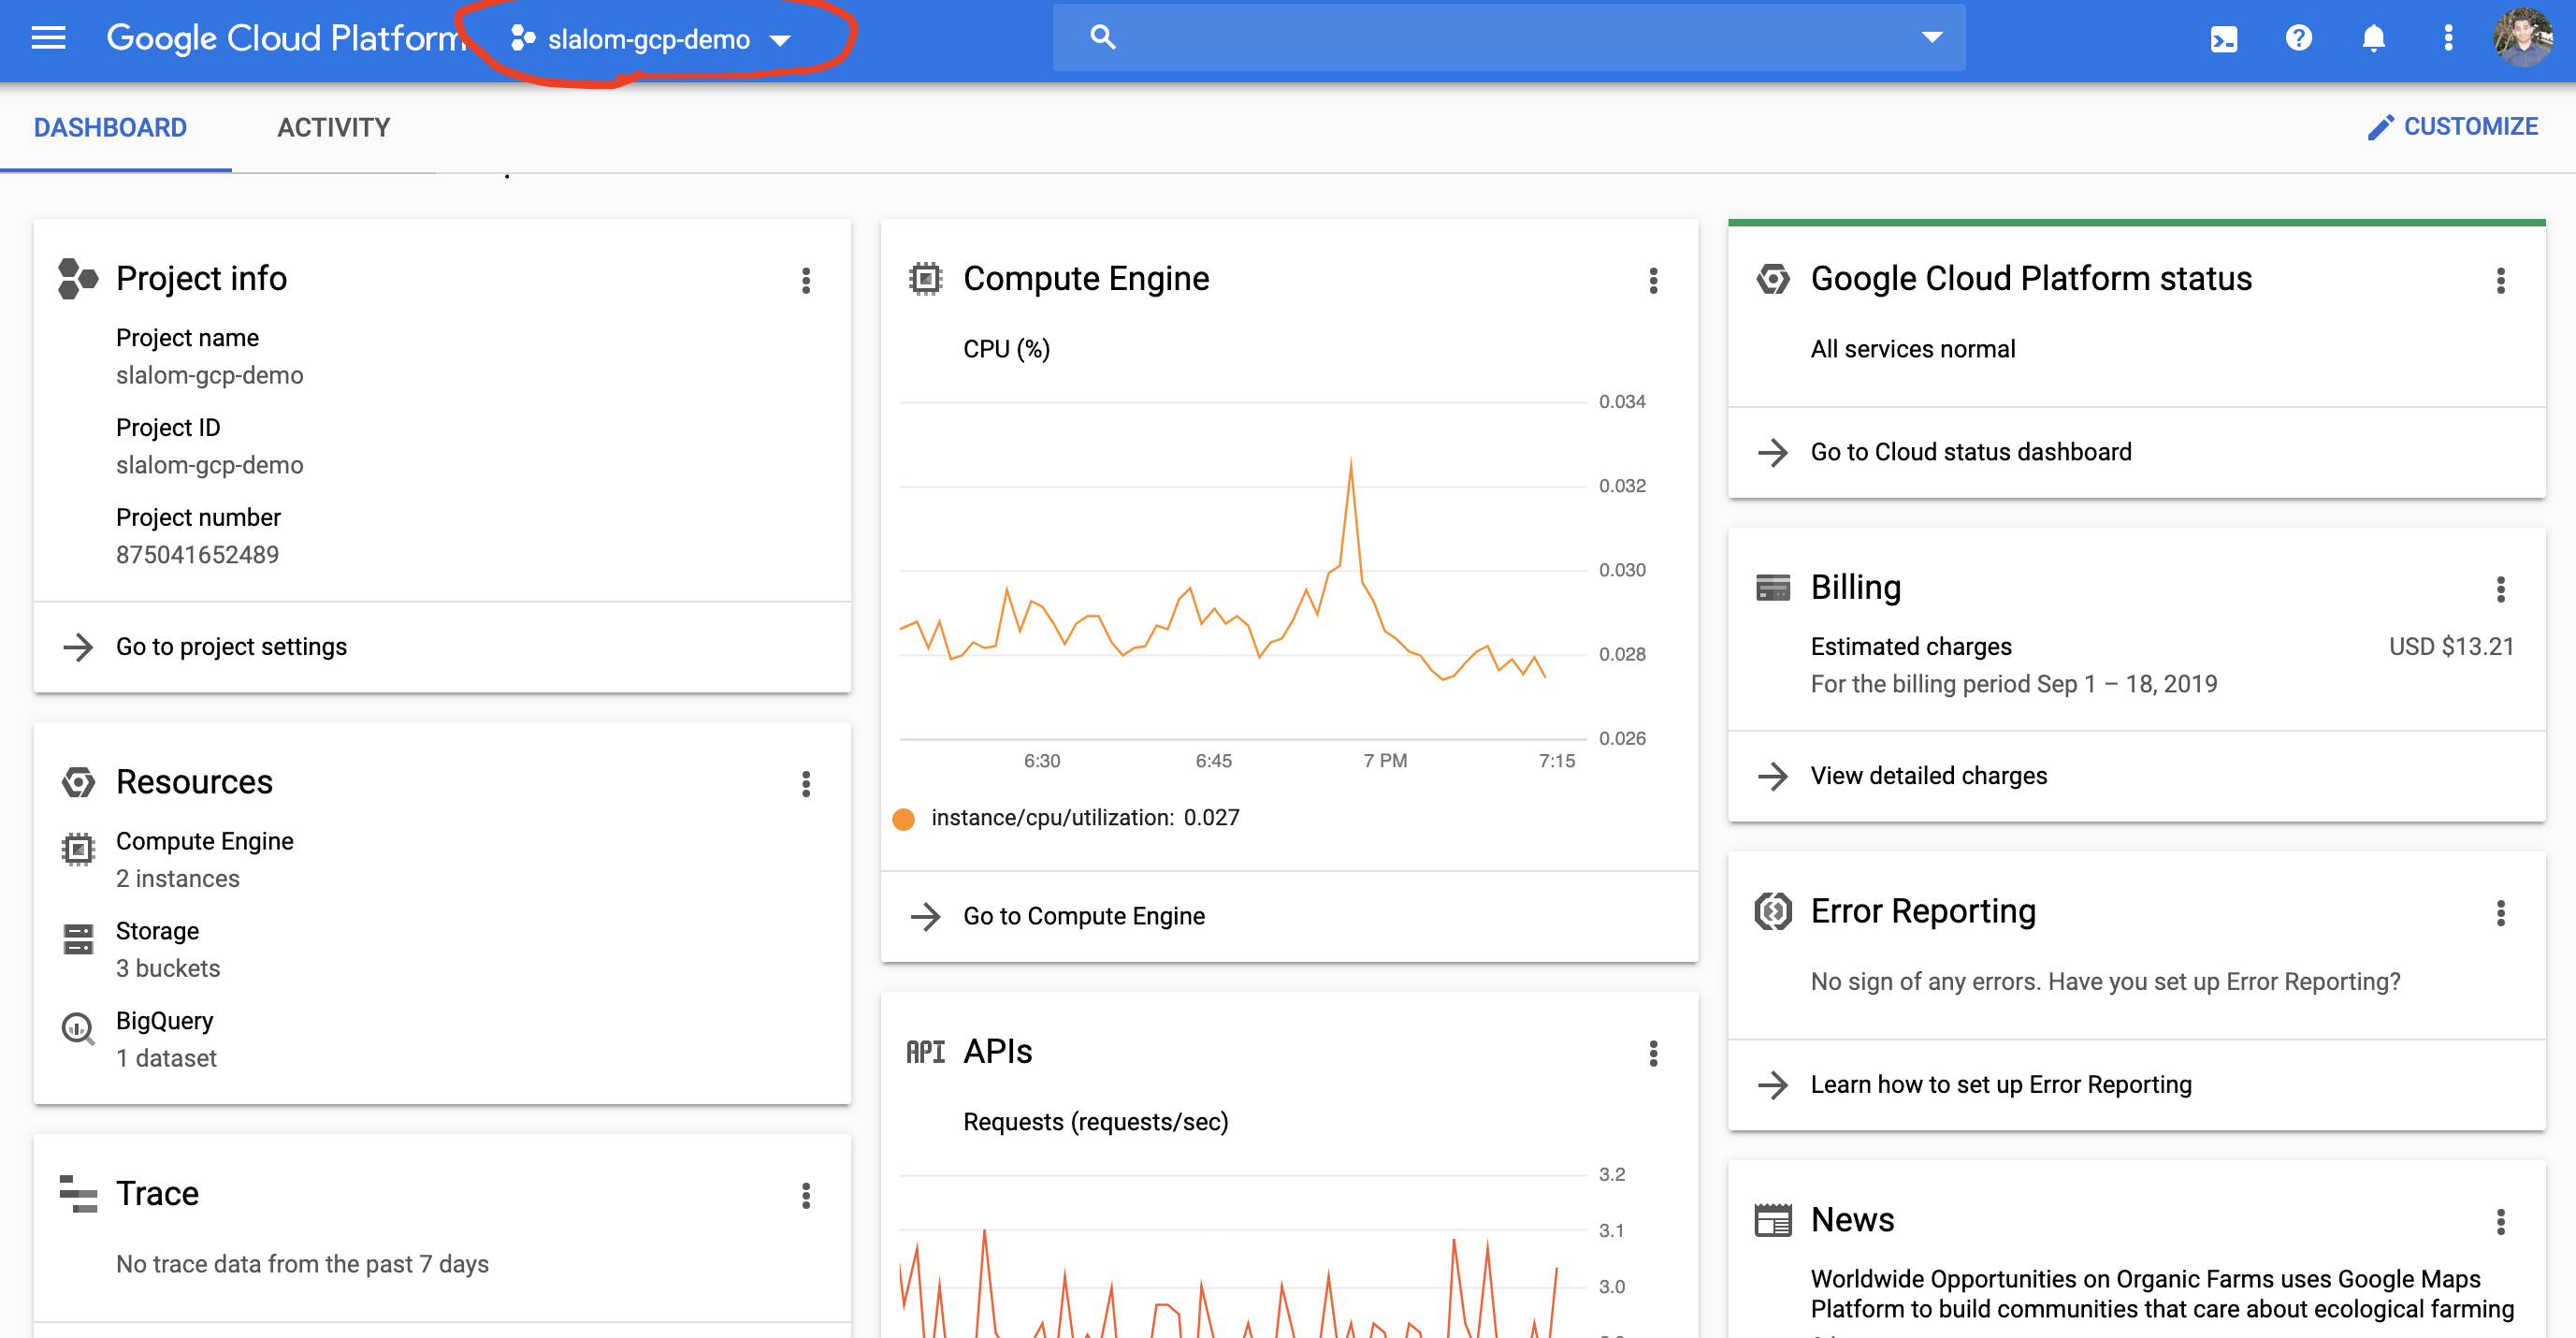 Google Cloud Platform
slalom-gcp-demo
DASHBOARD
ACTIVITY
CUSTOMIZE
Project info
Project name
slalom-gcp-demo
Project ID
slalom-gcp-demo
Project number
875041652489
Go to project settings
Resources
Compute Engine
2 instances
Storage
3 buckets
BigQuery
1 dataset
Trace
No trace data from the past 7 days
Compute Engine
CPU (%)
0.034
0.032
0.030
0.028
0.026
6:30 6:45 7 PM 7:15
instance/cpu/utilization: 0.027
Go to Compute Engine
API APIs
Requests (requests/sec)
3.2
3.1
3.0
Google Cloud Platform status
All services normal
Go to Cloud status dashboard
Billing
Estimated charges USD $13.21
For the billing period Sep 1 – 18, 2019
View detailed charges
Error Reporting
No sign of any errors. Have you set up Error Reporting?
Learn how to set up Error Reporting
News
Worldwide Opportunities on Organic Farms uses Google Maps
Platform to build communities that care about ecological farming